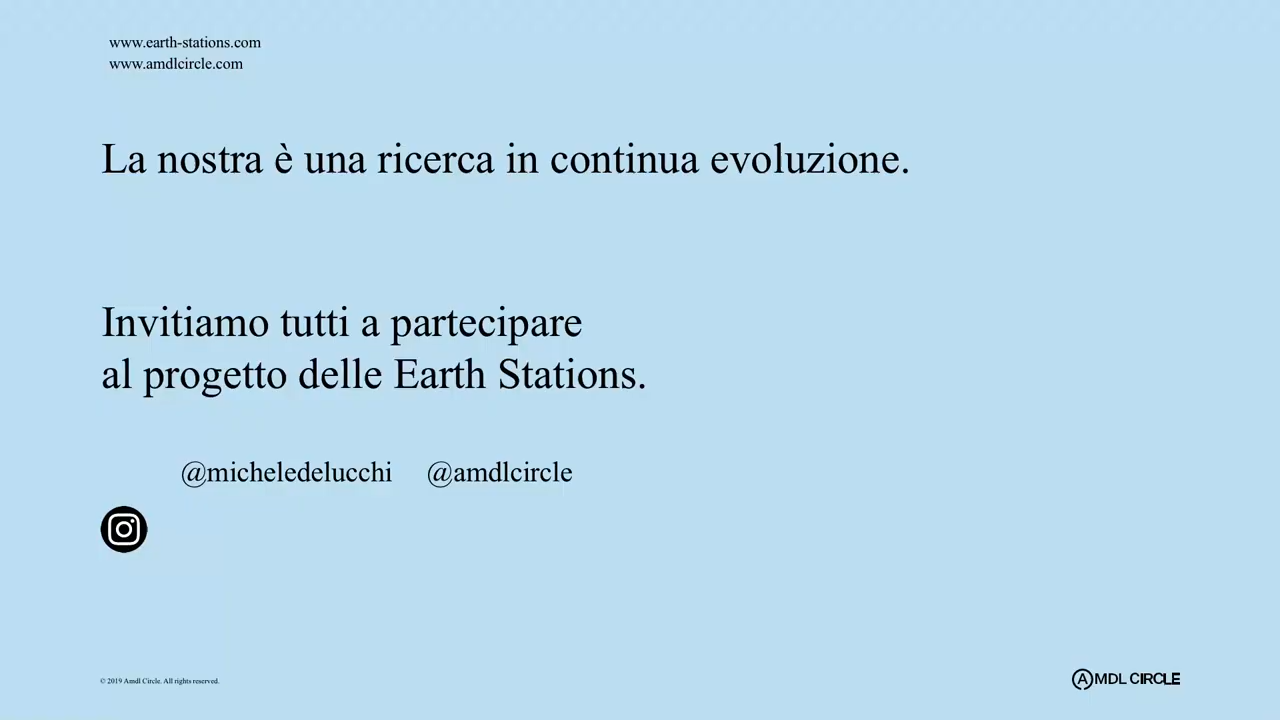 www.earth-stations.com
www.amdlcircle.com
La nostra è una ricerca in continua evoluzione.
Invitiamo tutti a partecipare
al progetto delle Earth Stations.
@micheledelucchi @amdlcircle
© 2019 Amdl Circle. All rights reserved.
AMDL CIRCLE